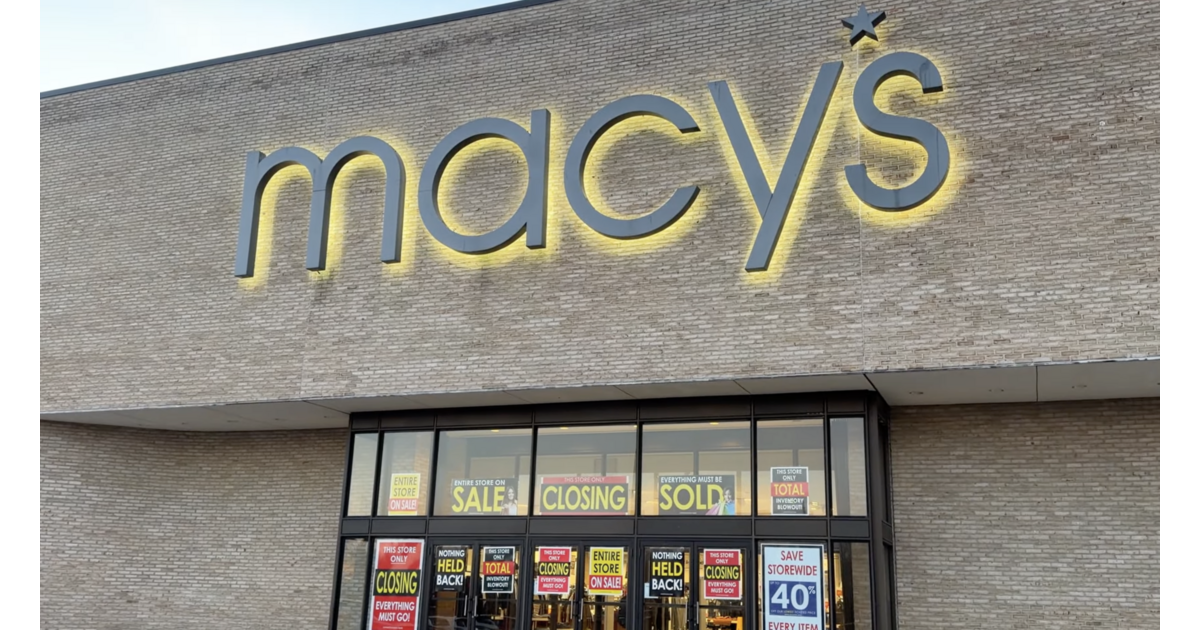 macy's
ENTIRE
STORE
ON SALE!
ENTIRE STORE ON
SALE
THIS STORE ONLY
CLOSING
EVERYTHING MUST BE
SOLD
THIS STORE
ONLY
TOTAL
INVENTORY
BLOWOUT!
THIS STORE
ONLY
CLOSING
EVERYTHING
MUST GO!
NOTHING
HELD
BACK!
THIS STORE
ONLY
TOTAL
INVENTORY
BLOWOUT!
THIS STORE
ONLY
CLOSING
EVERYTHING
MUST GO!
ENTIRE
STORE
ON SALE!
NOTHING
HELD
BACK!
THIS STORE
ONLY
CLOSING
EVERYTHING
MUST GO!
SAVE
STOREWIDE
40%
EVERY ITEM